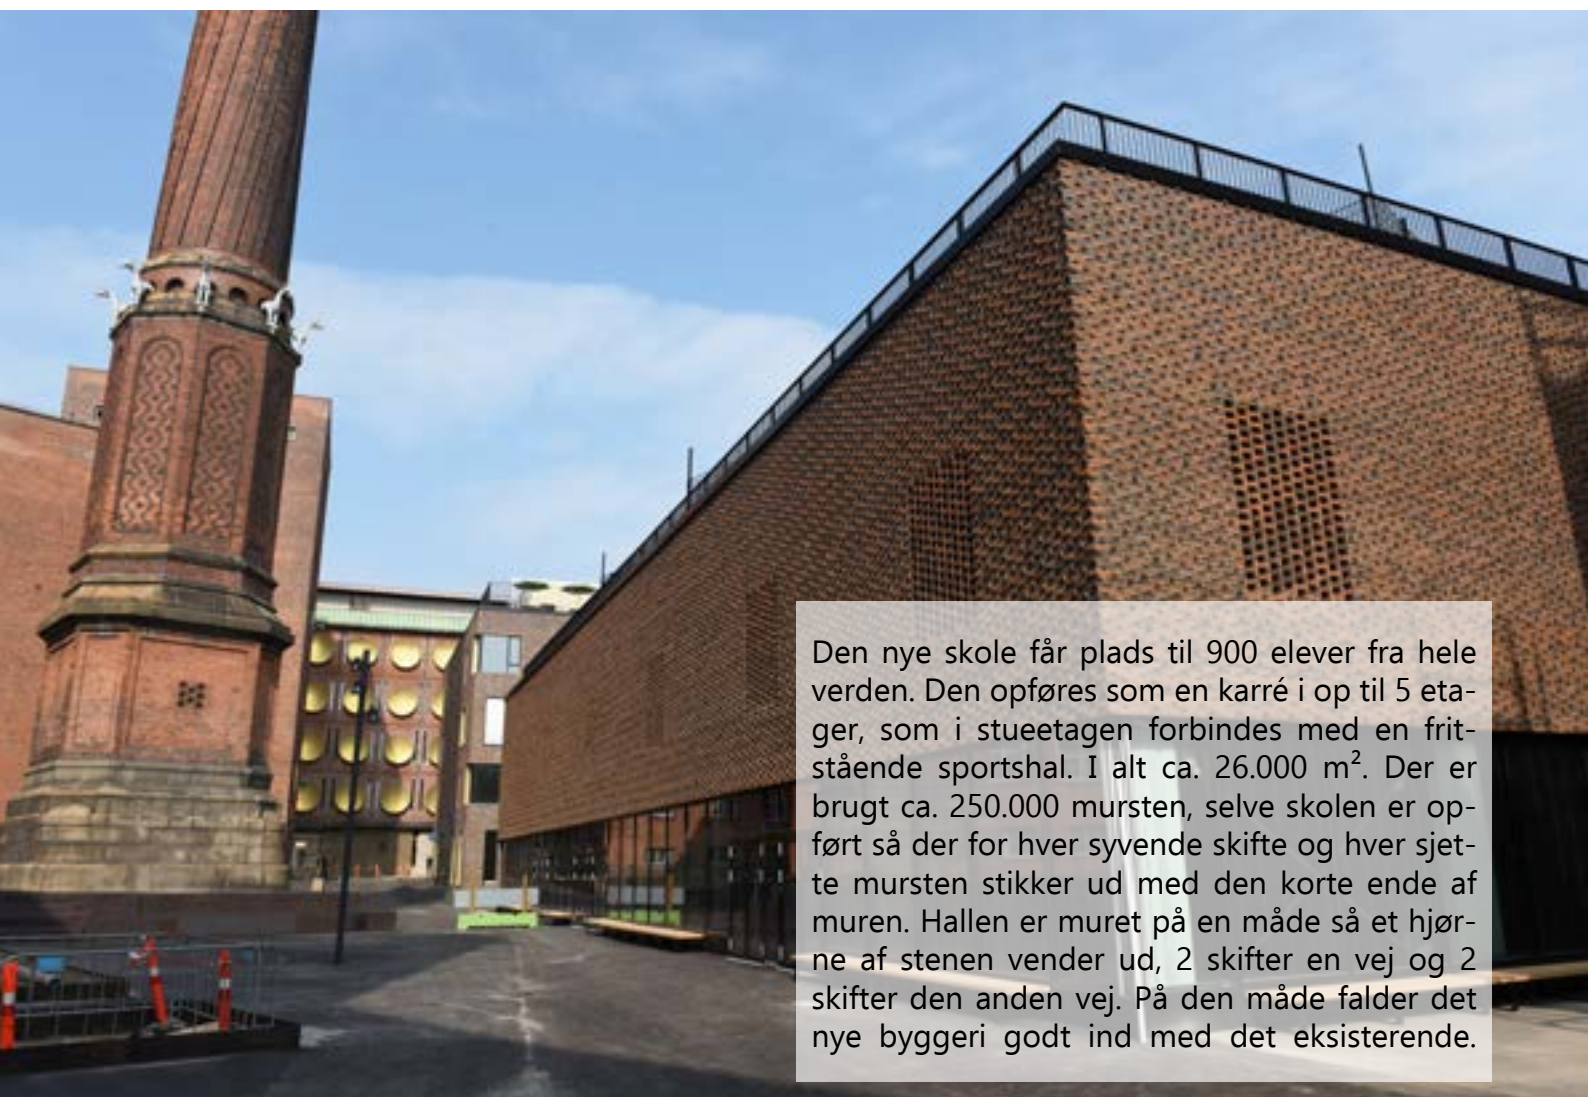 Den nye skole får plads til 900 elever fra hele
verden. Den opføres som en karré i op til 5 eta-
ger, som i stueetagen forbindes med en frit-
stående sportshal. I alt ca. 26.000 m². Der er
brugt ca. 250.000 mursten, selve skolen er op-
ført så der for hver syvende skifte og hver sjet-
te mursten stikker ud med den korte ende af
muren. Hallen er muret på en måde så et hjør-
ne af stenen vender ud, 2 skifter en vej og 2
skifter den anden vej. På den måde falder det
nye byggeri godt ind med det eksisterende.